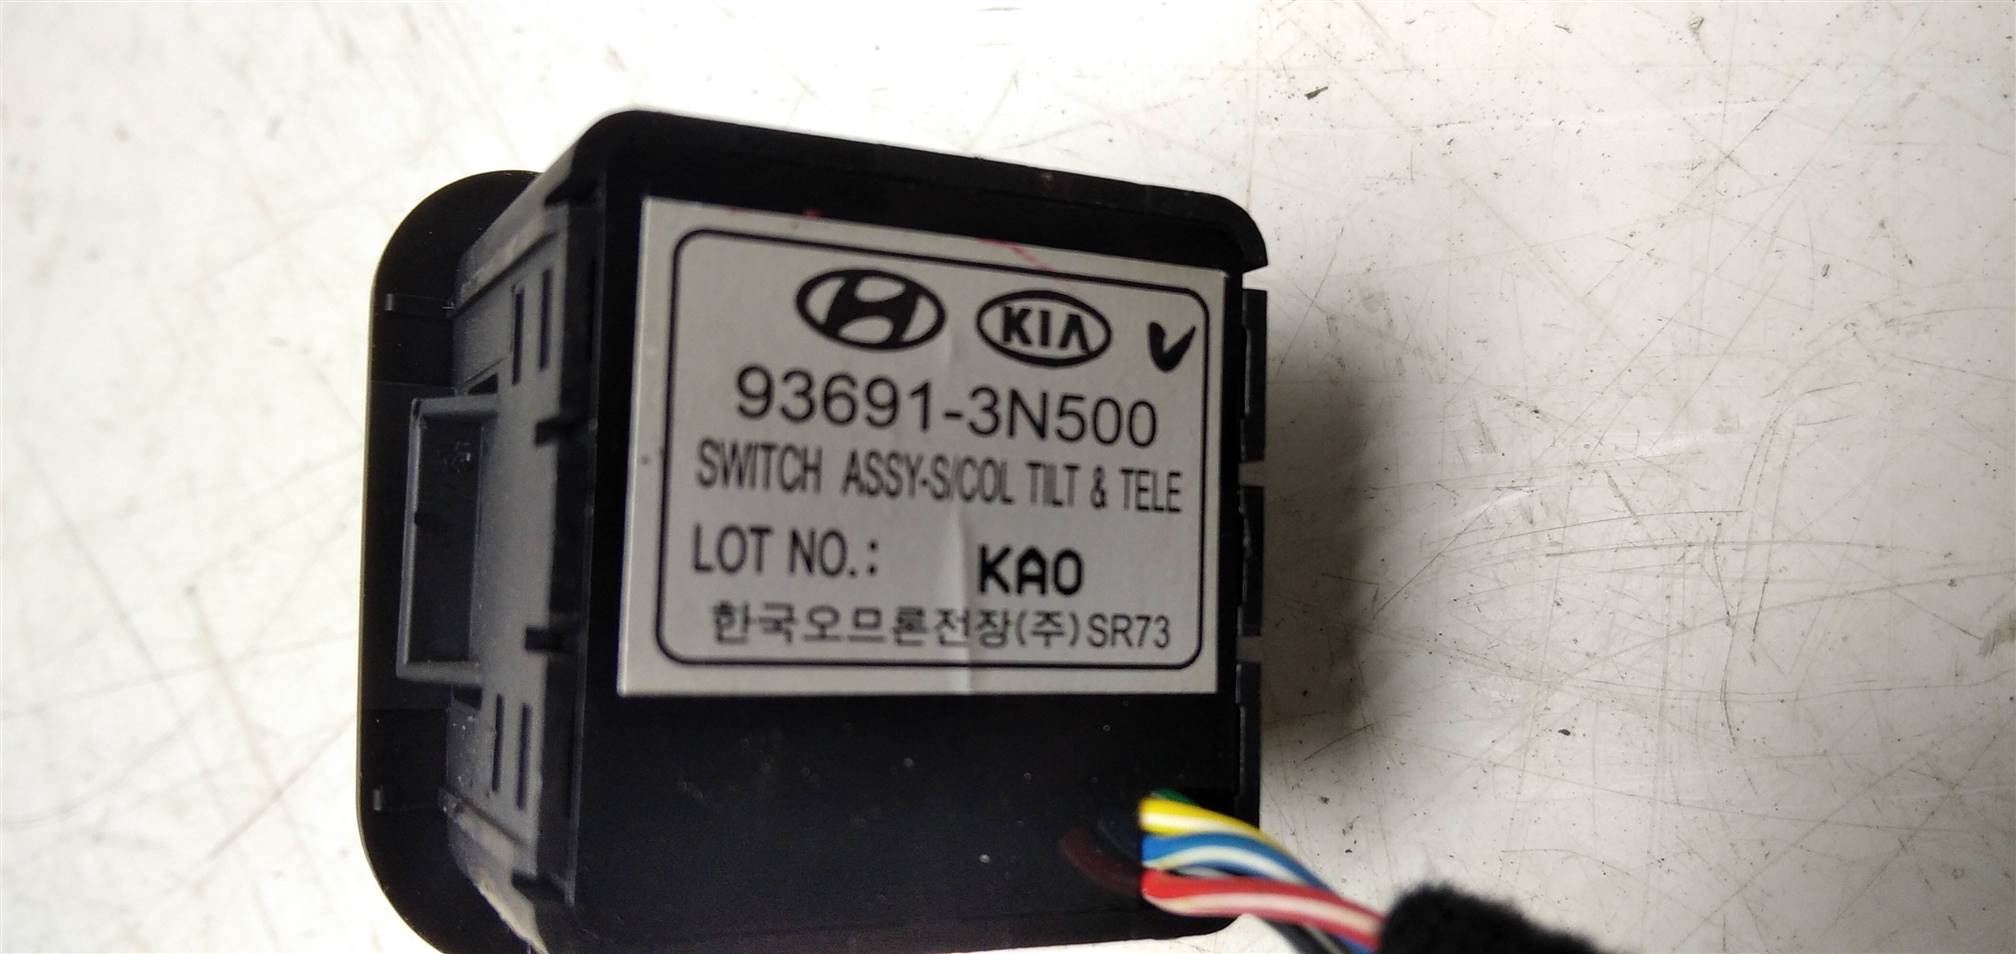 KIA
93691-3N500
SWITCH ASSY-S/COL TILT & TELE
LOT NO.: KAO
한국오므론전장(주)SR73